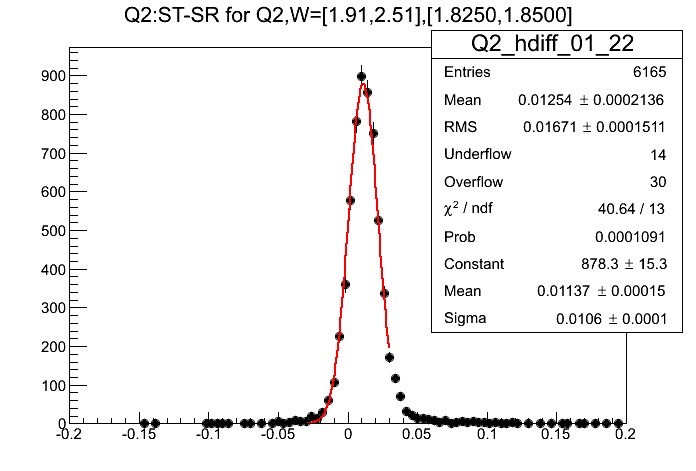 Q2:ST-SR for Q2,W=[1.91,2.51],[1.8250,1.8500]
Q2_hdiff_01_22
Entries 6165
Mean 0.01254 ± 0.0002136
RMS 0.01671 ± 0.0001511
Underflow 14
Overflow 30
χ² / ndf 40.64 / 13
Prob 0.0001091
Constant 878.3 ± 15.3
Mean 0.01137 ± 0.00015
Sigma 0.0106 ± 0.0001
900
800
700
600
500
400
300
200
100
0
-0.2 -0.15 -0.1 -0.05 0 0.05 0.1 0.15 0.2